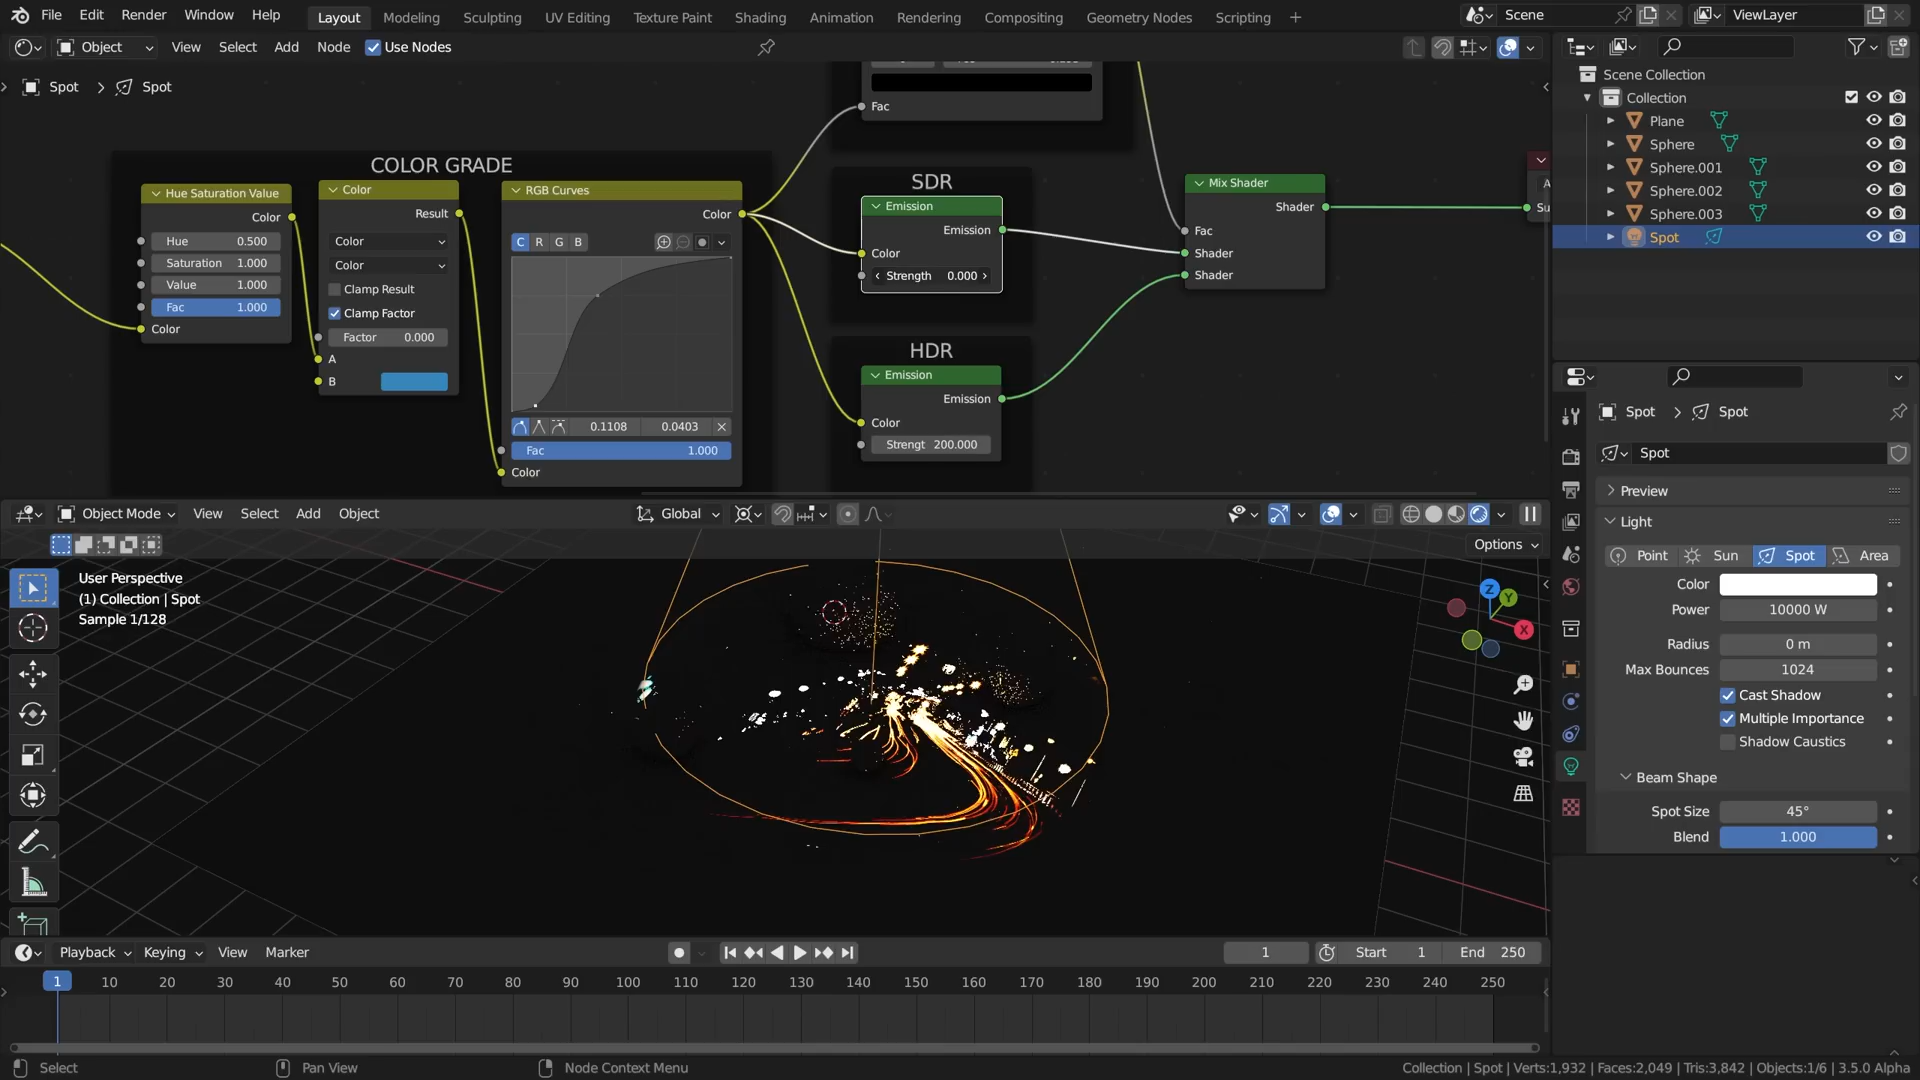 File Edit Render Window Help Layout Modeling Sculpting UV Editing Texture Paint Shading Animation Rendering Compositing Geometry Nodes Scripting Scene ViewLayer
Object View Select Add Node Use Nodes
Spot > Spot
Fac
COLOR GRADE
Hue Saturation Value
Color
Hue 0.500
Saturation 1.000
Value 1.000
Fac 1.000
Color
Color
Result
Color
Color
Clamp Result
Clamp Factor
Factor 0.000
A
B
RGB Curves
Color
C R G B
0.1108 0.0403
Fac 1.000
Color
SDR
Emission
Emission
Color
Strength 0.000
HDR
Emission
Emission
Color
Strengt 200.000
Mix Shader
Shader
Fac
Shader
Shader
A
Su
Scene Collection
Collection
Plane
Sphere
Sphere.001
Sphere.002
Sphere.003
Spot
Spot > Spot
Spot
Preview
Light
Point Sun Spot Area
Color
Power 10000 W
Radius 0 m
Max Bounces 1024
Cast Shadow
Multiple Importance
Shadow Caustics
Beam Shape
Spot Size 45°
Blend 1.000
Object Mode View Select Add Object Global
Options
User Perspective
(1) Collection | Spot
Sample 1/128
Z
Y
X
Playback Keying View Marker 1 Start 1 End 250
1 10 20 30 40 50 60 70 80 90 100 110 120 130 140 150 160 170 180 190 200 210 220 230 240 250
Select Pan View Node Context Menu Collection | Spot | Verts:1,932 | Faces:2,049 | Tris:3,842 | Objects:1/6 | 3.5.0 Alpha